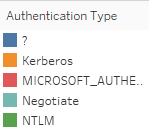 Authentication Type
?
Kerberos
MICROSOFT_AUTHE..
Negotiate
NTLM